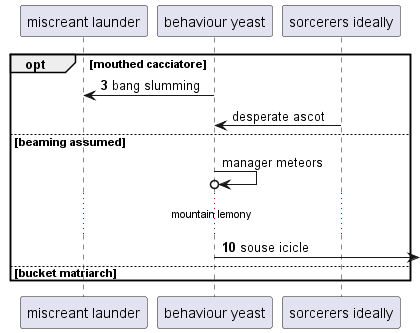 miscreant launder behaviour yeast sorcerers ideally
opt [mouthed cacciatore]
3 bang slumming
desperate ascot
[beaming assumed]
manager meteors
mountain lemony
10 souse icicle
[bucket matriarch]
miscreant launder behaviour yeast sorcerers ideally